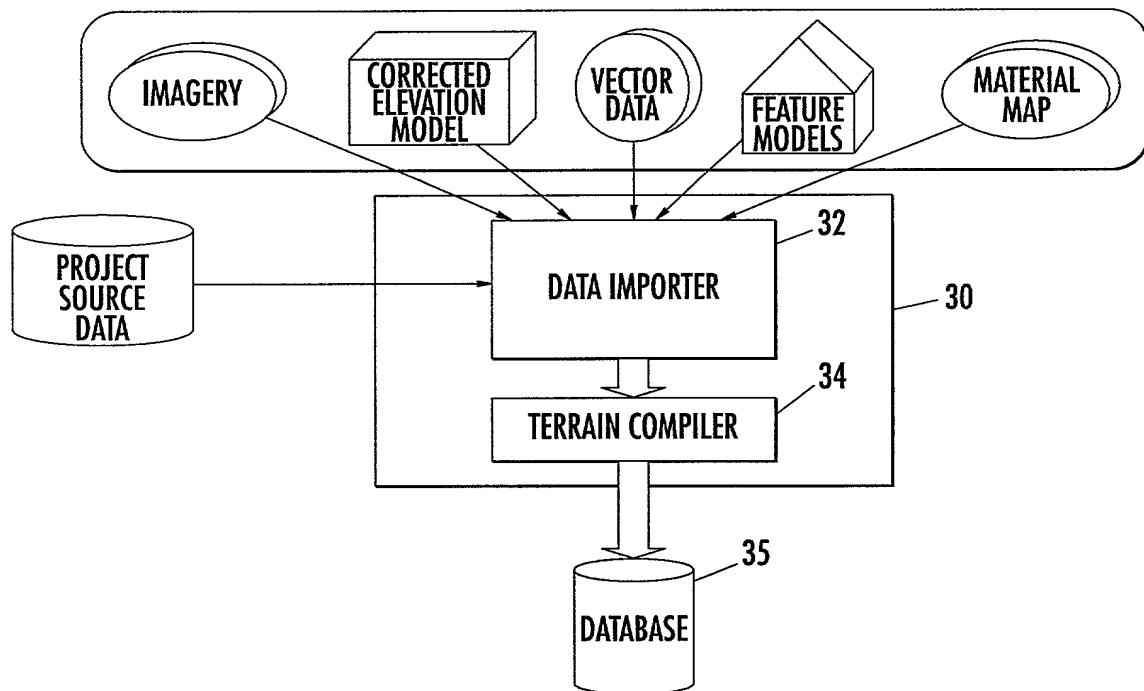 IMAGERY
CORRECTED
ELEVATION
MODEL
VECTOR
DATA
FEATURE
MODELS
MATERIAL
MAP
PROJECT
SOURCE
DATA
DATA IMPORTER
32
30
TERRAIN COMPILER
34
DATABASE
35